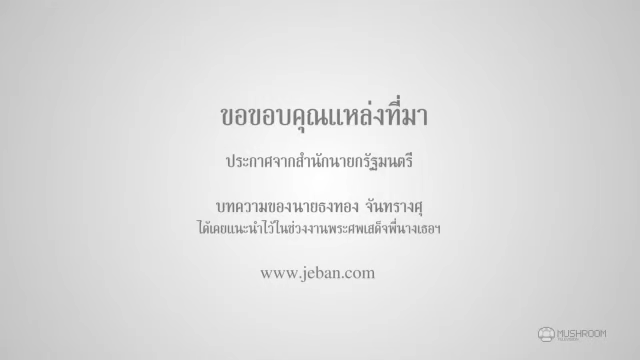 ขอขอบคุณแหล่งที่มา
ประกาศจากสำนักนายกรัฐมนตรี
บทความของนายธงทอง จันทรางศุ
ได้เคยแนะนำไว้ในช่วงงานพระศพเสด็จพี่นางเธอฯ
www.jeban.com
MUSHROOM